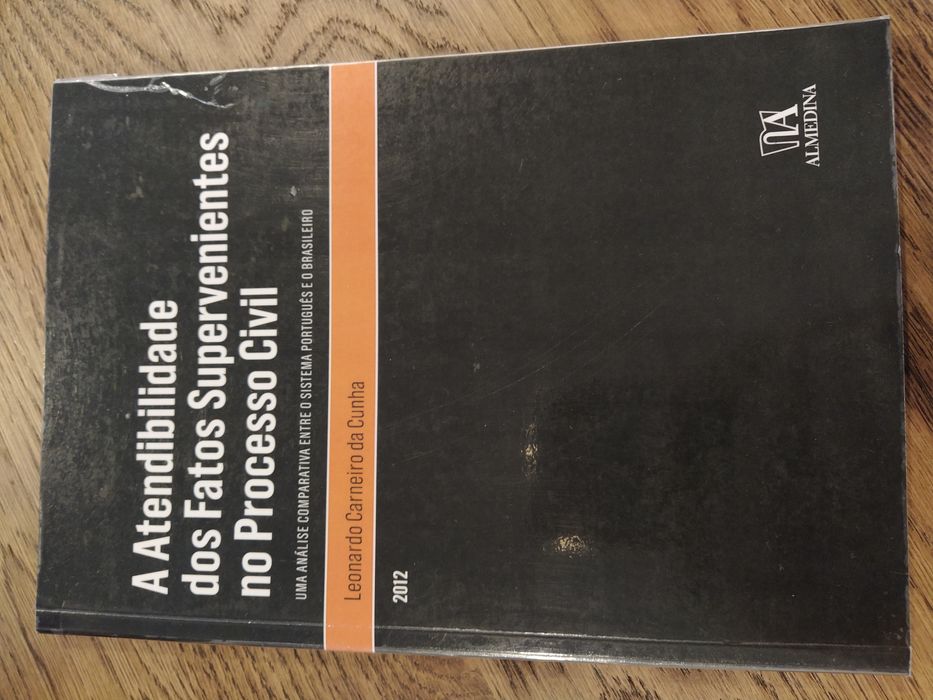 A Atendibilidade
dos Fatos Supervenientes
no Processo Civil
UMA ANÁLISE COMPARATIVA ENTRE O SISTEMA PORTUGUÊS E O BRASILEIRO
Leonardo Carneiro da Cunha
2012
ALMEDINA